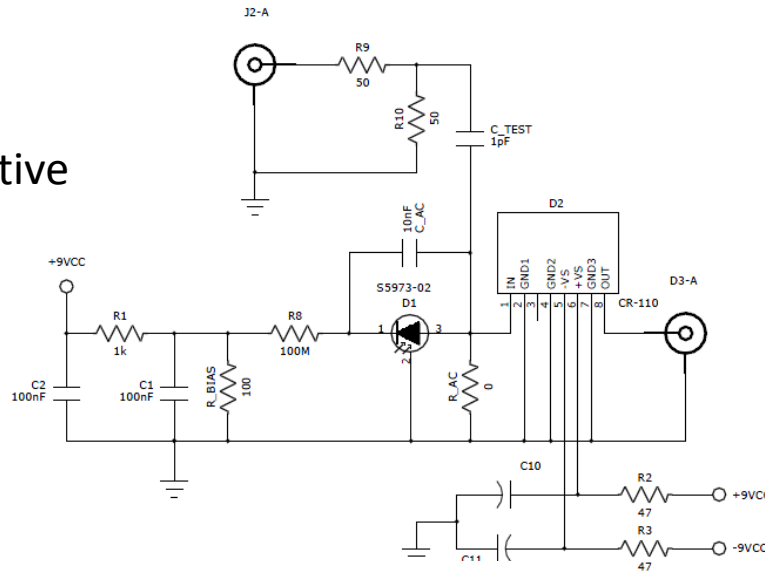 J2-A
R9
50
R10
50
C_TEST
1pF
tive
10nF
C_AC
D2
IN
GND1
GND2
-VS
+VS
GND3
OUT
1
2
3
4
5
6
7
8
CR-110
D3-A
+9VCC
S5973-02
D1
1
3
2
R1
1k
R8
100M
C2
100nF
C1
100nF
R_BIAS
100
R_AC
0
C10
R2
47
+9VC
C11
R3
47
-9VCC